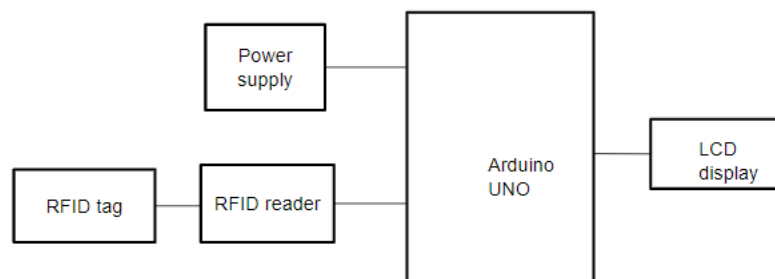 Power
supply
RFID tag
RFID reader
Arduino
UNO
LCD
display